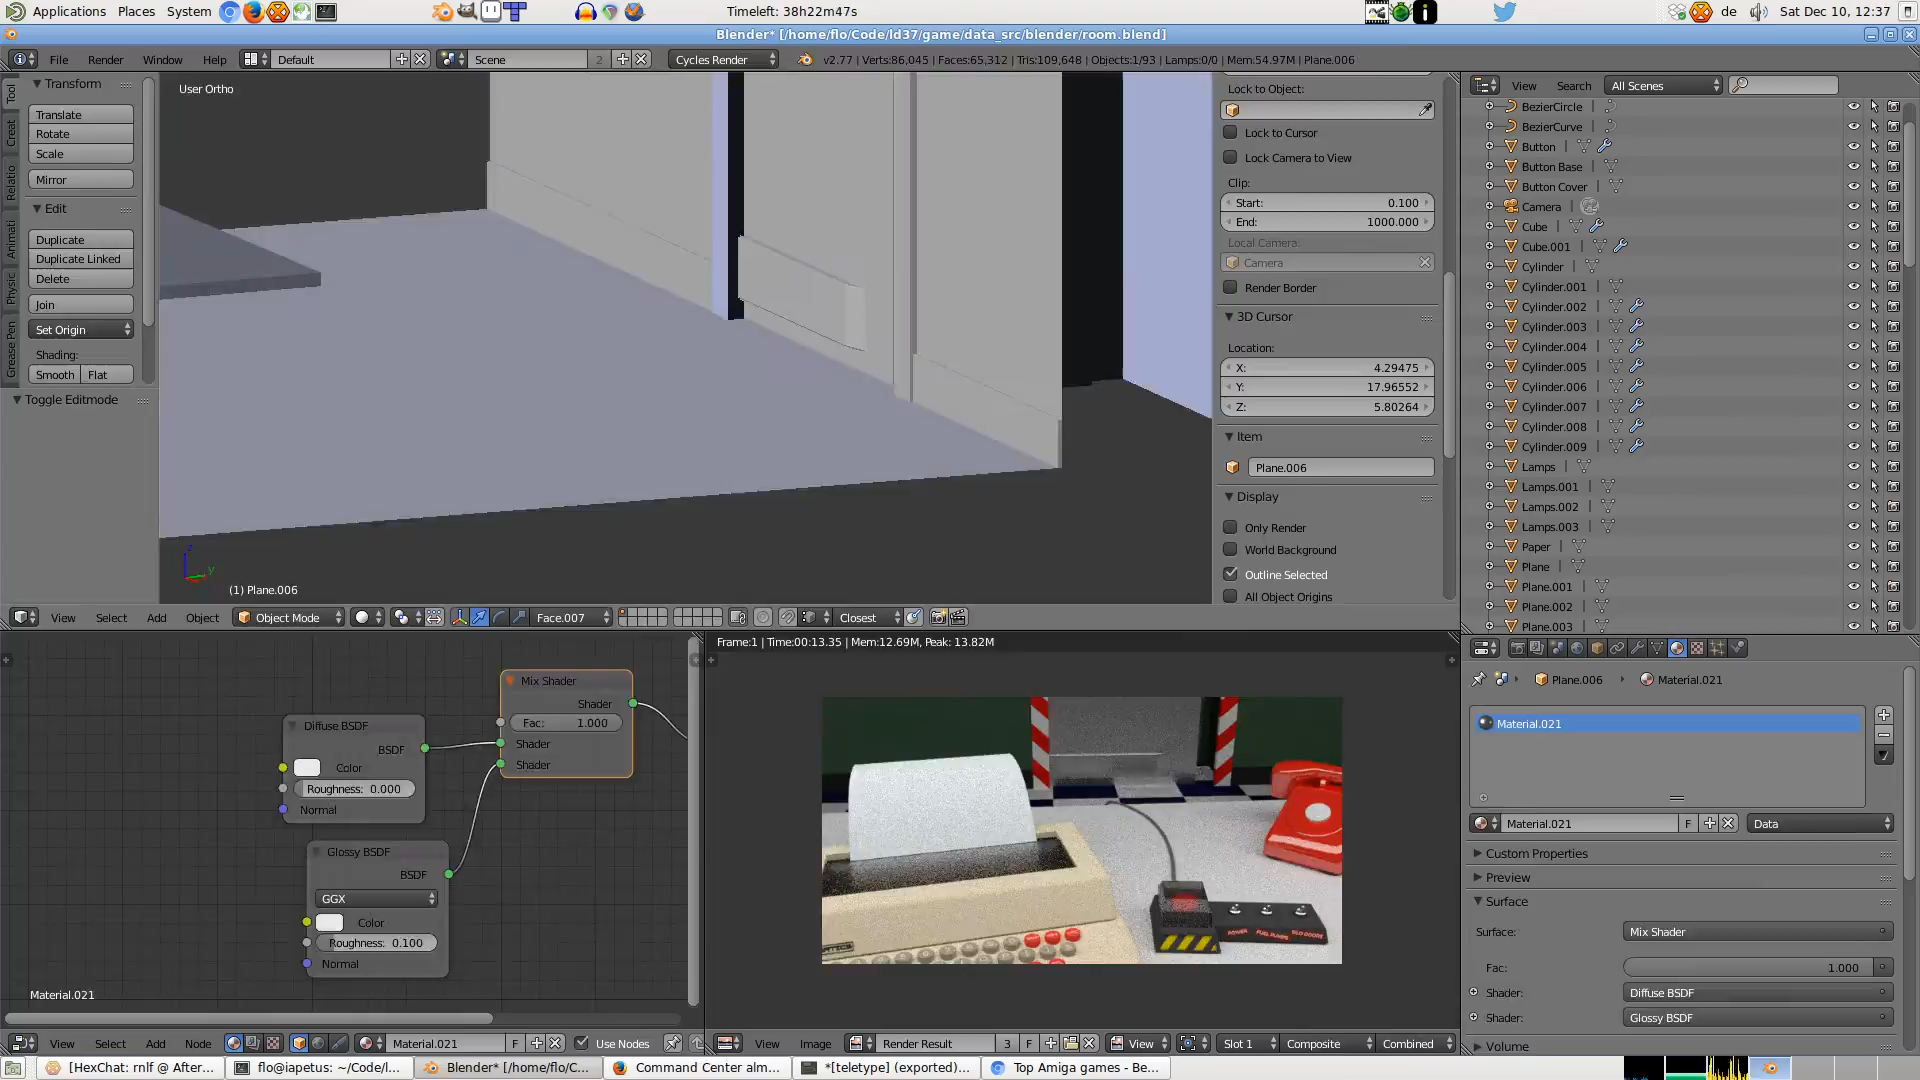 Applications Places System
Timeleft: 38h22m47s
de
Sat Dec 10, 12:37
Blender* [/home/flo/Code/ld37/game/data_src/blender/room.blend]
File Render Window Help
Default
Scene
2
Cycles Render
v2.77 | Verts:86,045 | Faces:65,312 | Tris:109,648 | Objects:1/93 | Lamps:0/0 | Mem:54.97M | Plane.006
Tool
Creat
Relatio
Animati
Physic
Grease Pen
Transform
Translate
Rotate
Scale
Mirror
Edit
Duplicate
Duplicate Linked
Delete
Join
Set Origin
Shading:
Smooth Flat
Toggle Editmode
User Ortho
(1) Plane.006
z
y
Lock to Object:
Lock to Cursor
Lock Camera to View
Clip:
Start: 0.100
End: 1000.000
Local Camera:
Camera
Render Border
3D Cursor
Location:
X: 4.29475
Y: 17.96552
Z: 5.80264
Item
Plane.006
Display
Only Render
World Background
Outline Selected
All Object Origins
View Select Add Object
Object Mode
Face.007
Closest
View Search
All Scenes
BezierCircle
BezierCurve
Button
Button Base
Button Cover
Camera
Cube
Cube.001
Cylinder
Cylinder.001
Cylinder.002
Cylinder.003
Cylinder.004
Cylinder.005
Cylinder.006
Cylinder.007
Cylinder.008
Cylinder.009
Lamps
Lamps.001
Lamps.002
Lamps.003
Paper
Plane
Plane.001
Plane.002
Plane.003
Mix Shader
Shader
Fac: 1.000
Shader
Shader
Diffuse BSDF
BSDF
Color
Roughness: 0.000
Normal
Glossy BSDF
BSDF
GGX
Color
Roughness: 0.100
Normal
Material.021
View Select Add Node
Material.021
F
Use Nodes
Frame:1 | Time:00:13.35 | Mem:12.69M, Peak: 13.82M
POWER
FUEL PUMPS
View Image
Render Result
3
F
View
Slot 1
Composite
Combined
Plane.006
Material.021
Material.021
Material.021
F
Data
Custom Properties
Preview
Surface
Surface: Mix Shader
Fac: 1.000
Shader: Diffuse BSDF
Shader: Glossy BSDF
Volume
[HexChat: rnlf @ After...
flo@iapetus: ~/Code/l...
Blender* [/home/flo/C...
Command Center alm...
*[teletype] (exported)...
Top Amiga games - Be...